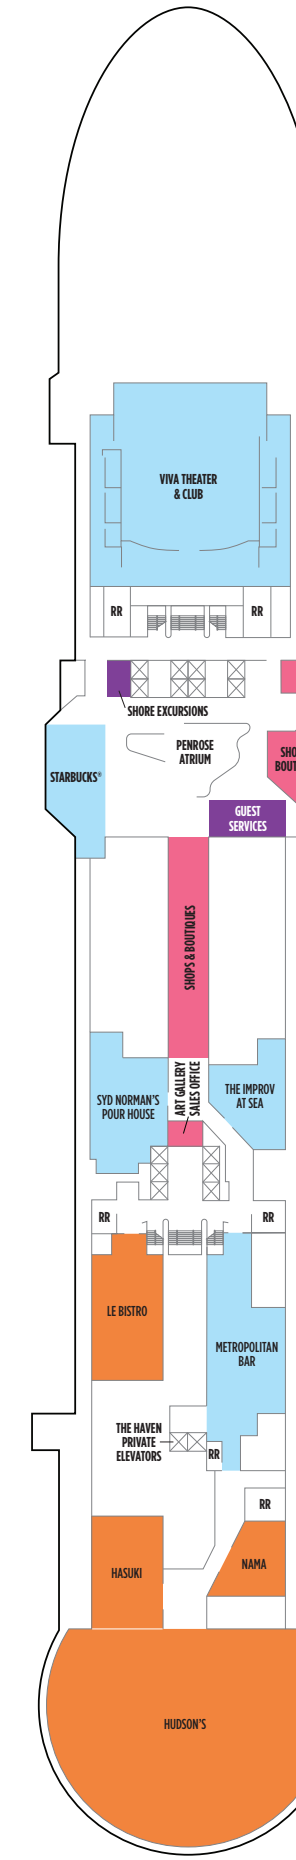 VIVA THEATER
& CLUB
RR
RR
SHORE EXCURSIONS
PENROSE
ATRIUM
STARBUCKS®
GUEST
SERVICES
SHOPS & BOUTIQUES
ART GALLERY
SALES OFFICE
SYD NORMAN'S
POUR HOUSE
THE IMPROV
AT SEA
RR
RR
LE BISTRO
METROPOLITAN
BAR
THE HAVEN
PRIVATE
ELEVATORS
RR
RR
HASUKI
NAMA
HUDSON'S